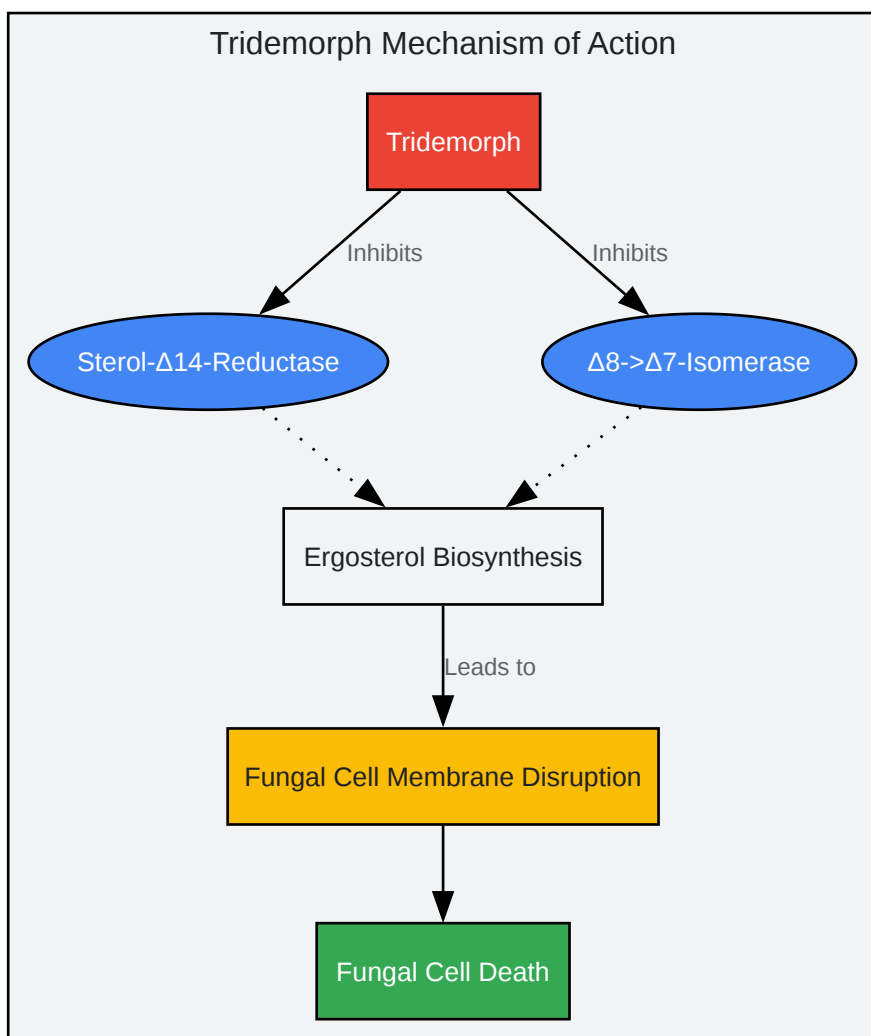 Tridemorph Mechanism of Action
Tridemorph
Inhibits
Inhibits
Sterol-Δ14-Reductase
Δ8->Δ7-Isomerase
Ergosterol Biosynthesis
Leads to
Fungal Cell Membrane Disruption
Fungal Cell Death